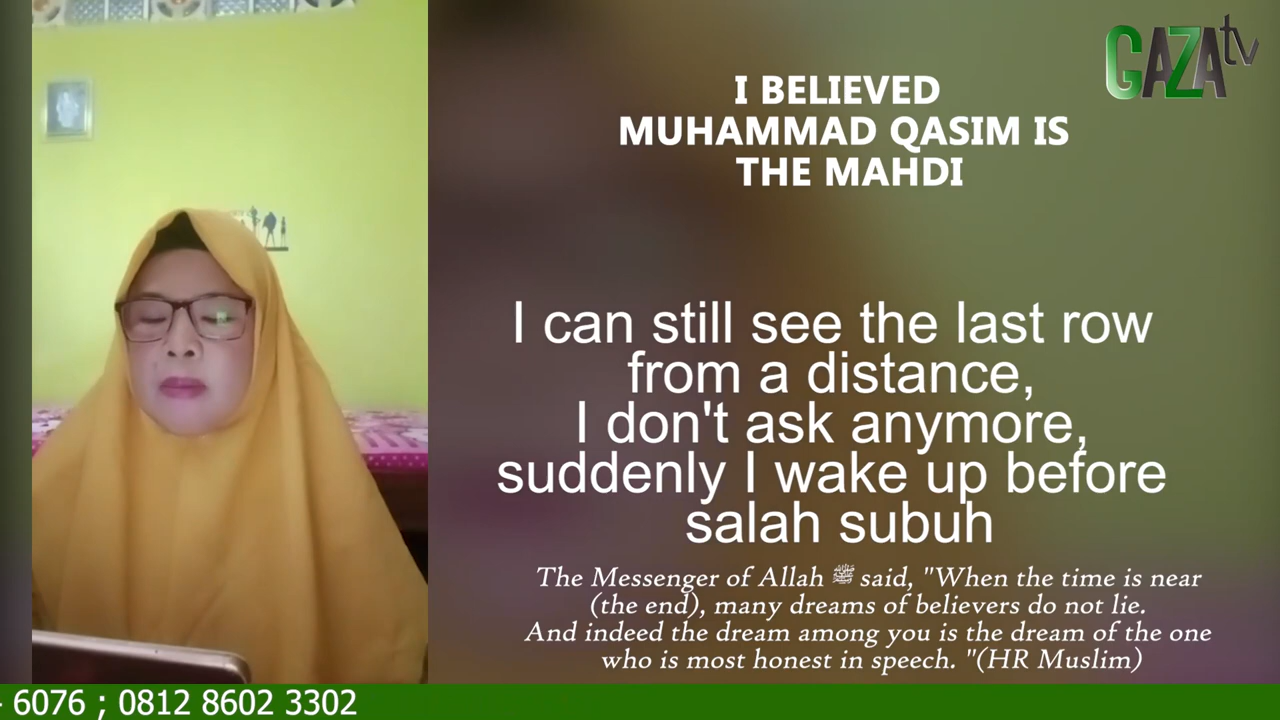 GAZAtv
I BELIEVED
MUHAMMAD QASIM IS
THE MAHDI
I can still see the last row
from a distance,
I don't ask anymore,
suddenly I wake up before
salah subuh
The Messenger of Allah ﷺ said, "When the time is near
(the end), many dreams of believers do not lie.
And indeed the dream among you is the dream of the one
who is most honest in speech. "(HR Muslim)
- 6076 ; 0812 8602 3302